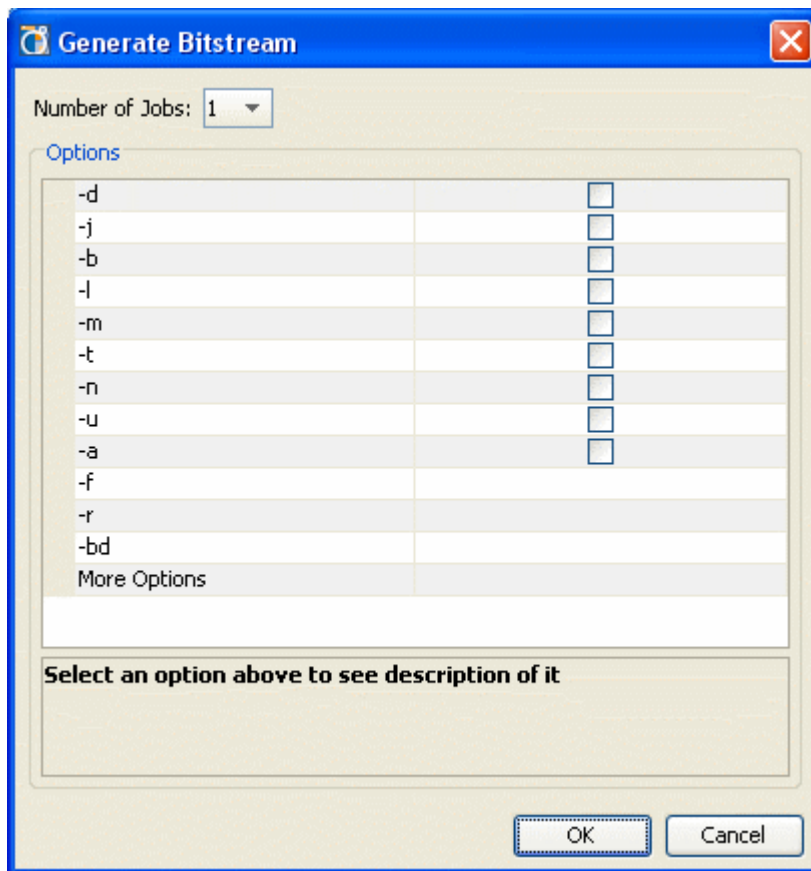 Generate Bitstream
Number of Jobs: 1
Options
-d
-j
-b
-l
-m
-t
-n
-u
-a
-f
-r
-bd
More Options
Select an option above to see description of it
OK Cancel